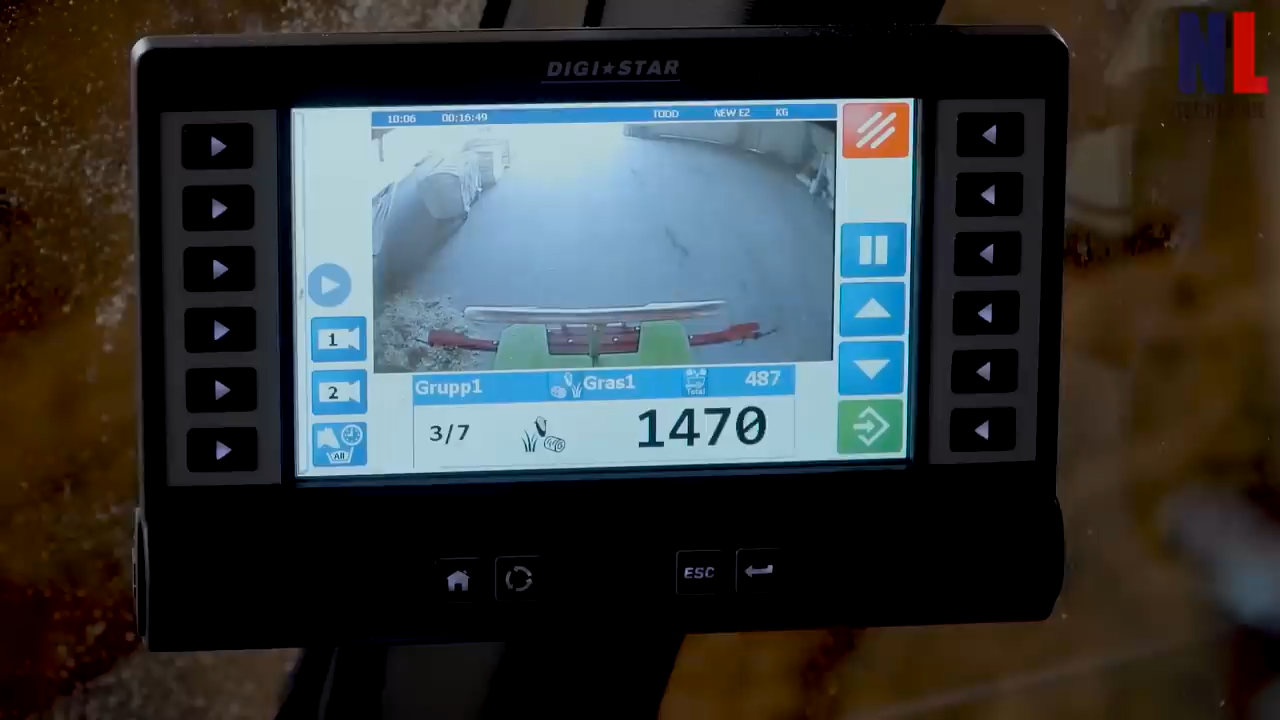 NL
DIGI★STAR
10:06 00:16:49 TODD NEW E2 KG
1
2
All
Grupp1 Gras1 Total 487
3/7 1470
ESC